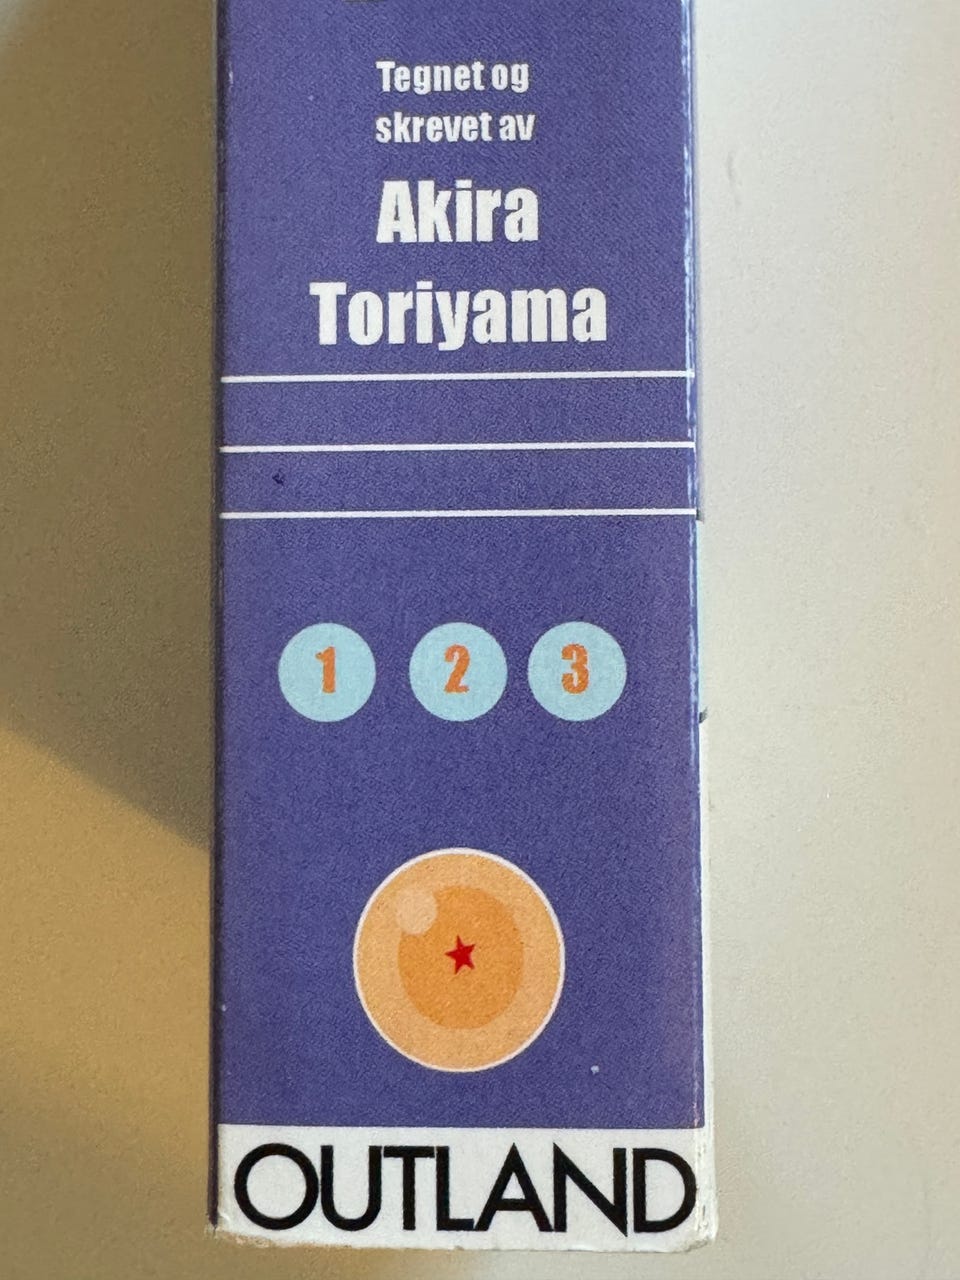 Tegnet og
skrevet av
Akira
Toriyama
1 2 3
OUTLAND